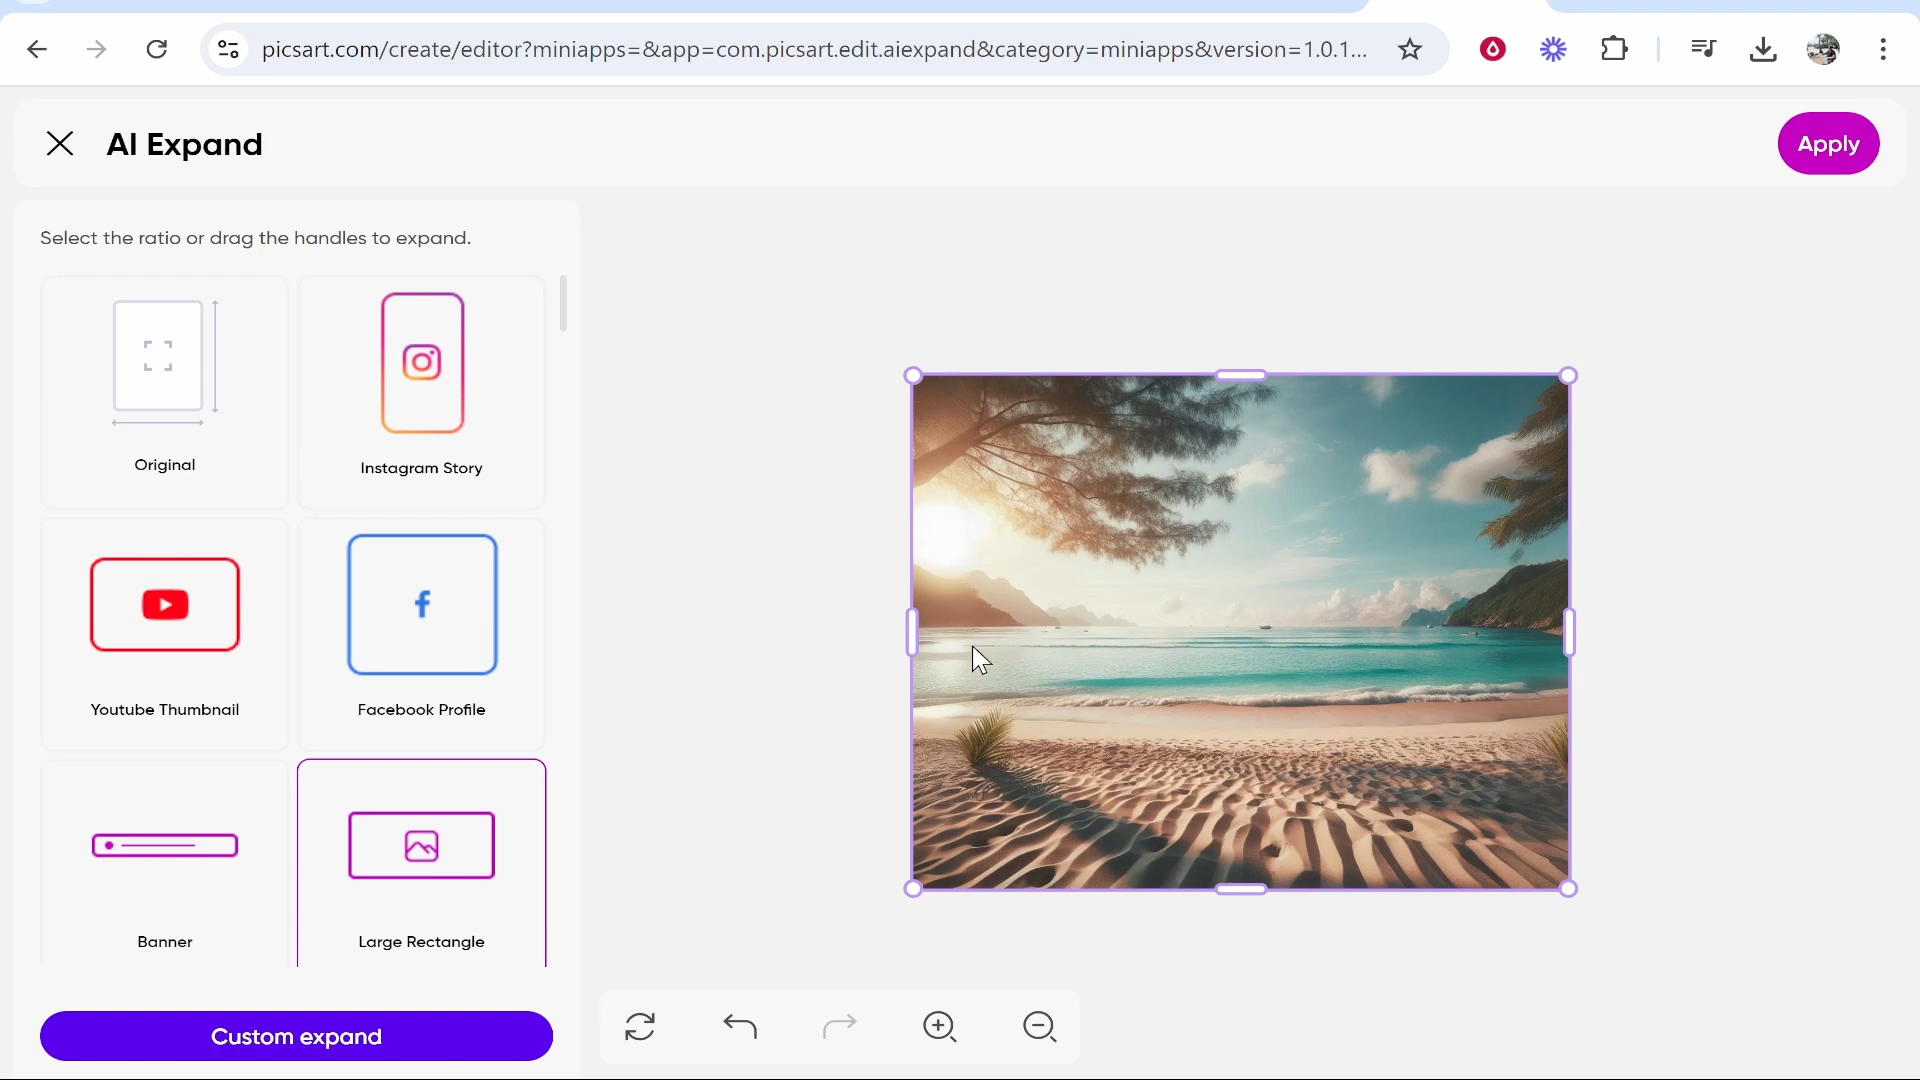 picsart.com/create/editor?miniapps=&app=com.picsart.edit.aiexpand&category=miniapps&version=1.0.1...
AI Expand
Apply
Select the ratio or drag the handles to expand.
Original
Instagram Story
Youtube Thumbnail
Facebook Profile
Banner
Large Rectangle
Custom expand